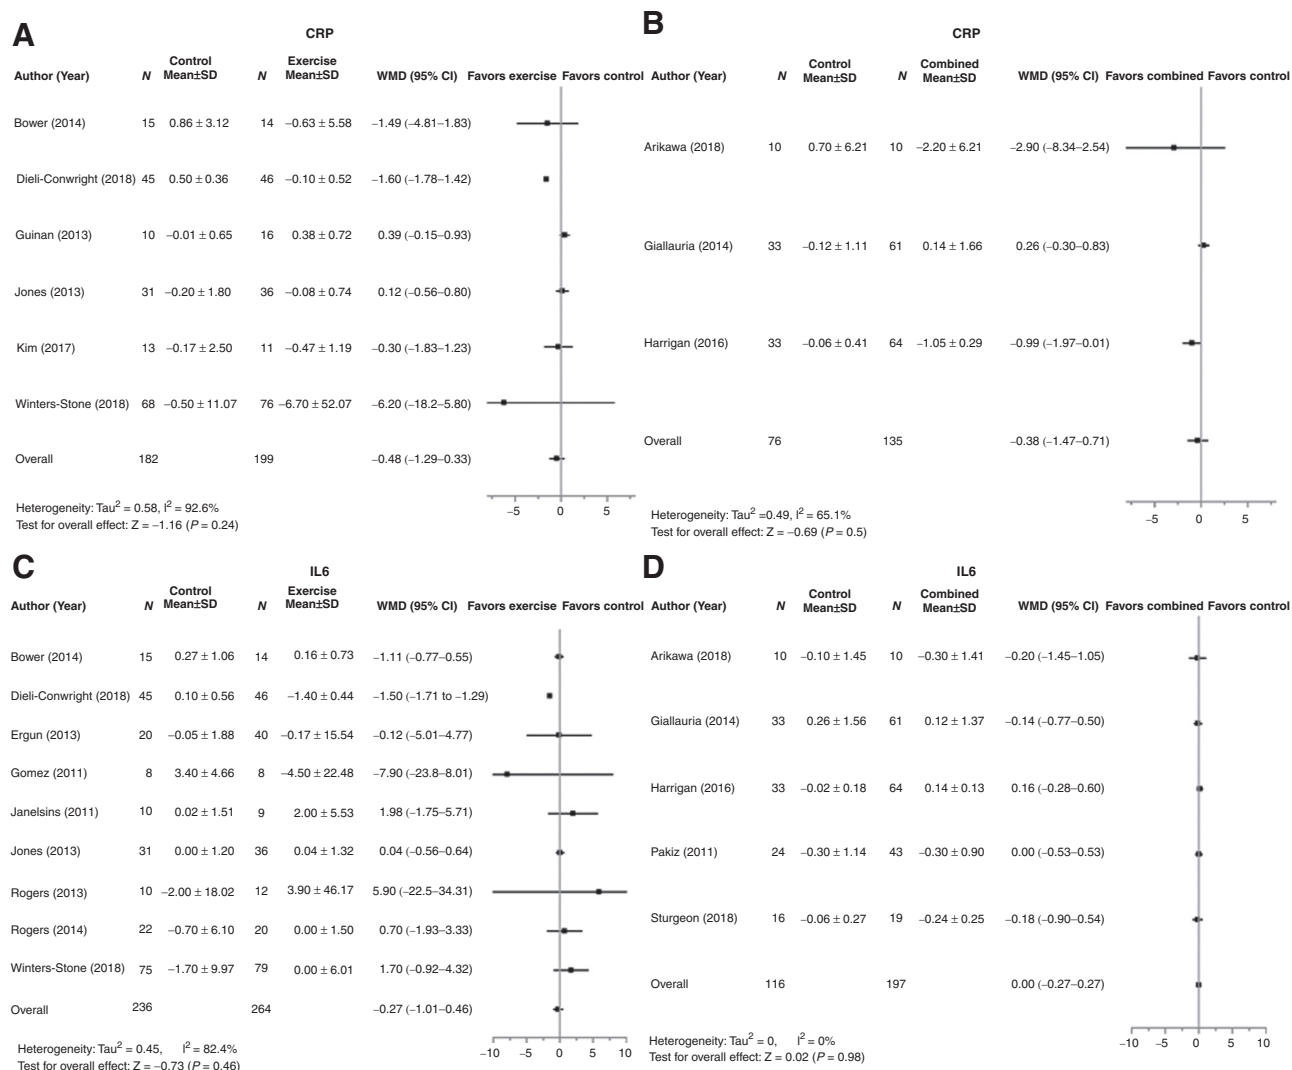 A
CRP
Control Exercise
Author (Year) N Mean±SD N Mean±SD WMD (95% CI) Favors exercise Favors control
Bower (2014) 15 0.86 ± 3.12 14 −0.63 ± 5.58 −1.49 (−4.81–1.83)
Dieli-Conwright (2018) 45 0.50 ± 0.36 46 −0.10 ± 0.52 −1.60 (−1.78–1.42)
Guinan (2013) 10 −0.01 ± 0.65 16 0.38 ± 0.72 0.39 (−0.15–0.93)
Jones (2013) 31 −0.20 ± 1.80 36 −0.08 ± 0.74 0.12 (−0.56–0.80)
Kim (2017) 13 −0.17 ± 2.50 11 −0.47 ± 1.19 −0.30 (−1.83–1.23)
Winters-Stone (2018) 68 −0.50 ± 11.07 76 −6.70 ± 52.07 −6.20 (−18.2–5.80)
Overall 182 199 −0.48 (−1.29–0.33)
−5 0 5
Heterogeneity: Tau2 = 0.58, I2 = 92.6%
Test for overall effect: Z = −1.16 (P = 0.24)
B
CRP
Control Combined
Author (Year) N Mean±SD N Mean±SD WMD (95% CI) Favors combined Favors control
Arikawa (2018) 10 0.70 ± 6.21 10 −2.20 ± 6.21 −2.90 (−8.34–2.54)
Giallauria (2014) 33 −0.12 ± 1.11 61 0.14 ± 1.66 0.26 (−0.30–0.83)
Harrigan (2016) 33 −0.06 ± 0.41 64 −1.05 ± 0.29 −0.99 (−1.97–0.01)
Overall 76 135 −0.38 (−1.47–0.71)
−5 0 5
Heterogeneity: Tau2 =0.49, I2 = 65.1%
Test for overall effect: Z = −0.69 (P = 0.5)
C
IL6
Control Exercise
Author (Year) N Mean±SD N Mean±SD WMD (95% CI) Favors exercise Favors control
Bower (2014) 15 0.27 ± 1.06 14 0.16 ± 0.73 −1.11 (−0.77–0.55)
Dieli-Conwright (2018) 45 0.10 ± 0.56 46 −1.40 ± 0.44 −1.50 (−1.71 to −1.29)
Ergun (2013) 20 −0.05 ± 1.88 40 −0.17 ± 15.54 −0.12 (−5.01–4.77)
Gomez (2011) 8 3.40 ± 4.66 8 −4.50 ± 22.48 −7.90 (−23.8–8.01)
Janelsins (2011) 10 0.02 ± 1.51 9 2.00 ± 5.53 1.98 (−1.75–5.71)
Jones (2013) 31 0.00 ± 1.20 36 0.04 ± 1.32 0.04 (−0.56–0.64)
Rogers (2013) 10 −2.00 ± 18.02 12 3.90 ± 46.17 5.90 (−22.5–34.31)
Rogers (2014) 22 −0.70 ± 6.10 20 0.00 ± 1.50 0.70 (−1.93–3.33)
Winters-Stone (2018) 75 −1.70 ± 9.97 79 0.00 ± 6.01 1.70 (−0.92–4.32)
Overall 236 264 −0.27 (−1.01–0.46)
−10 −5 0 5 10
Heterogeneity: Tau2 = 0.45, I2 = 82.4%
Test for overall effect: Z = −0.73 (P = 0.46)
D
IL6
Control Combined
Author (Year) N Mean±SD N Mean±SD WMD (95% CI) Favors combined Favors control
Arikawa (2018) 10 −0.10 ± 1.45 10 −0.30 ± 1.41 −0.20 (−1.45–1.05)
Giallauria (2014) 33 0.26 ± 1.56 61 0.12 ± 1.37 −0.14 (−0.77–0.50)
Harrigan (2016) 33 −0.02 ± 0.18 64 0.14 ± 0.13 0.16 (−0.28–0.60)
Pakiz (2011) 24 −0.30 ± 1.14 43 −0.30 ± 0.90 0.00 (−0.53–0.53)
Sturgeon (2018) 16 −0.06 ± 0.27 19 −0.24 ± 0.25 −0.18 (−0.90–0.54)
Overall 116 197 0.00 (−0.27–0.27)
−10 −5 0 5 10
Heterogeneity: Tau2 = 0, I2 = 0%
Test for overall effect: Z = 0.02 (P = 0.98)